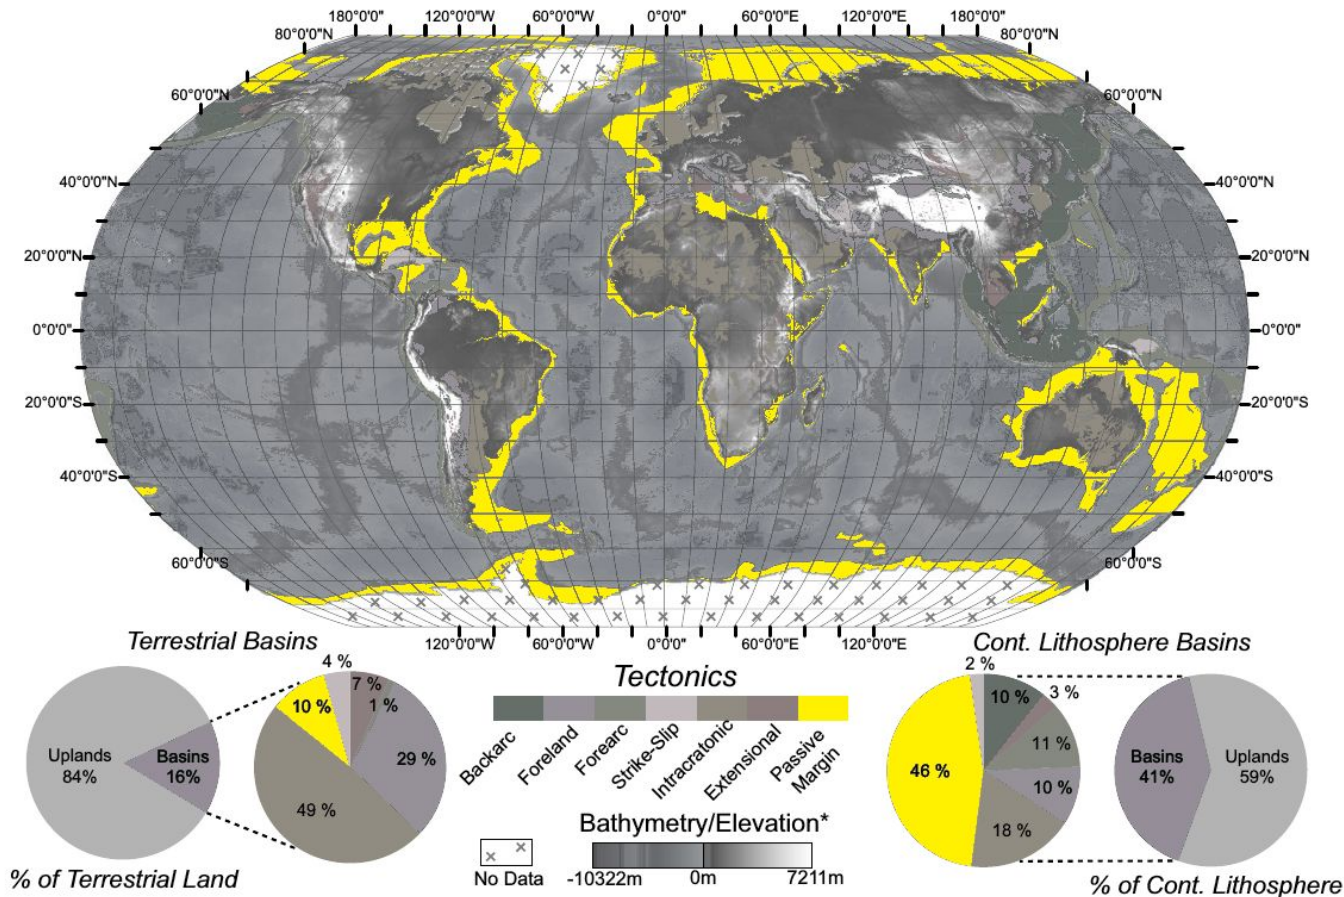 180°0'0" 120°0'0"W 60°0'0"W 0°0'0" 60°0'0"E 120°0'0"E 180°0'0"
80°0'0"N 80°0'0"N
60°0'0"N 60°0'0"N
40°0'0"N 40°0'0"N
20°0'0"N 20°0'0"N
0°0'0" 0°0'0"
20°0'0"S 20°0'0"S
40°0'0"S 40°0'0"S
60°0'0"S 60°0'0"S
120°0'0"W 60°0'0"W 0°0'0" 60°0'0"E 120°0'0"E
Terrestrial Basins
Uplands
84%
Basins
16%
4 %
7 %
1 %
10 %
29 %
49 %
% of Terrestrial Land
Tectonics
Backarc
Foreland
Forearc
Strike-Slip
Intracratonic
Extensional
Passive
Margin
No Data
Bathymetry/Elevation*
-10322m 0m 7211m
Cont. Lithosphere Basins
2 %
10 %
3 %
11 %
46 %
10 %
18 %
Basins
41%
Uplands
59%
% of Cont. Lithosphere